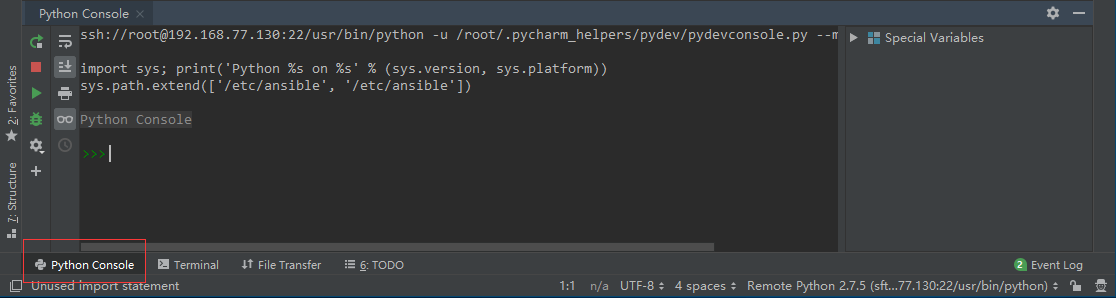 Python Console ×
ssh://root@192.168.77.130:22/usr/bin/python -u /root/.pycharm_helpers/pydev/pydevconsole.py --m
Special Variables
import sys; print('Python %s on %s' % (sys.version, sys.platform))
sys.path.extend(['/etc/ansible', '/etc/ansible'])
Python Console
>>>
2: Favorites
7: Structure
Python Console
Terminal
File Transfer
6: TODO
2 Event Log
Unused import statement
1:1
n/a
UTF-8
4 spaces
Remote Python 2.7.5 (sft...77.130:22/usr/bin/python)